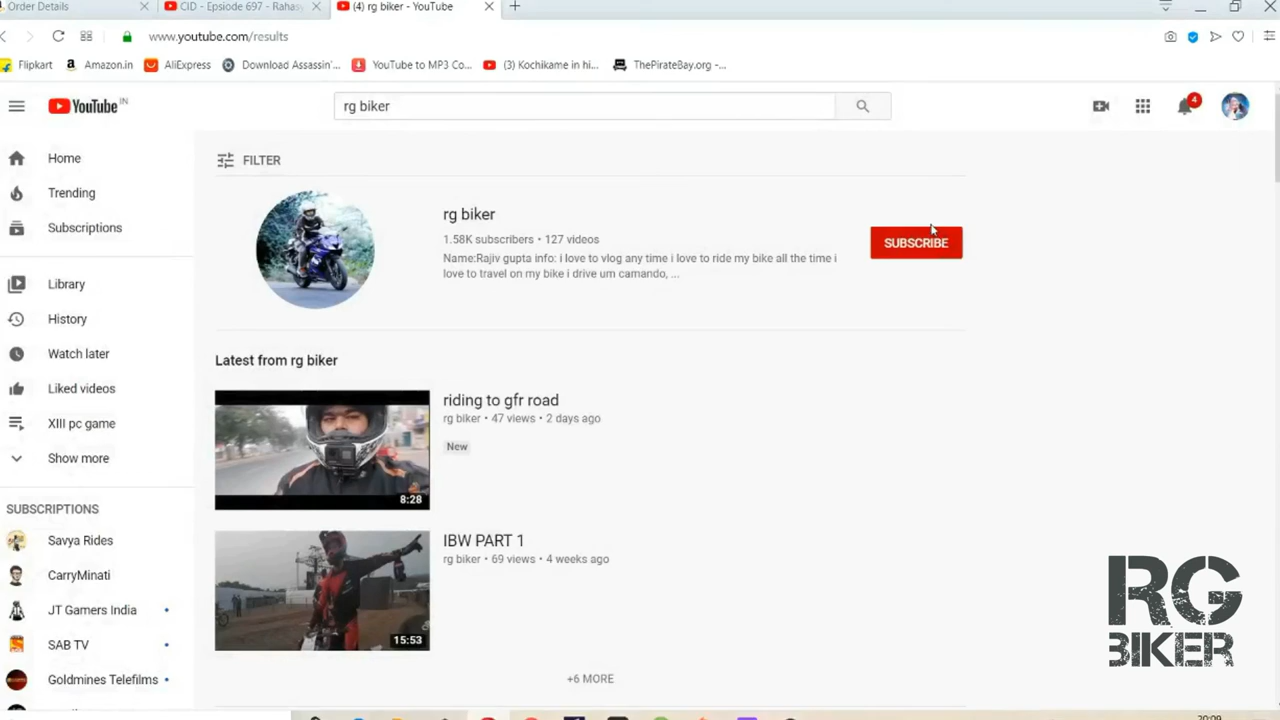 Order Details
CID - Epsiode 697 - Rahas
(4) rg biker - YouTube
www.youtube.com/results
Flipkart
Amazon.in
AliExpress
Download Assassin'...
YouTube to MP3 Co...
(3) Kochikame in hi...
ThePirateBay.org -...
YouTube IN
rg biker
4
Home
Trending
Subscriptions
Library
History
Watch later
Liked videos
XIII pc game
Show more
SUBSCRIPTIONS
Savya Rides
CarryMinati
JT Gamers India
SAB TV
Goldmines Telefilms
FILTER
rg biker
1.58K subscribers • 127 videos
Name:Rajiv gupta info: i love to vlog any time i love to ride my bike all the time i
love to travel on my bike i drive um camando, ...
SUBSCRIBE
Latest from rg biker
riding to gfr road
rg biker • 47 views • 2 days ago
New
8:28
IBW PART 1
rg biker • 69 views • 4 weeks ago
15:53
+6 MORE
RG
BIKER
20:09